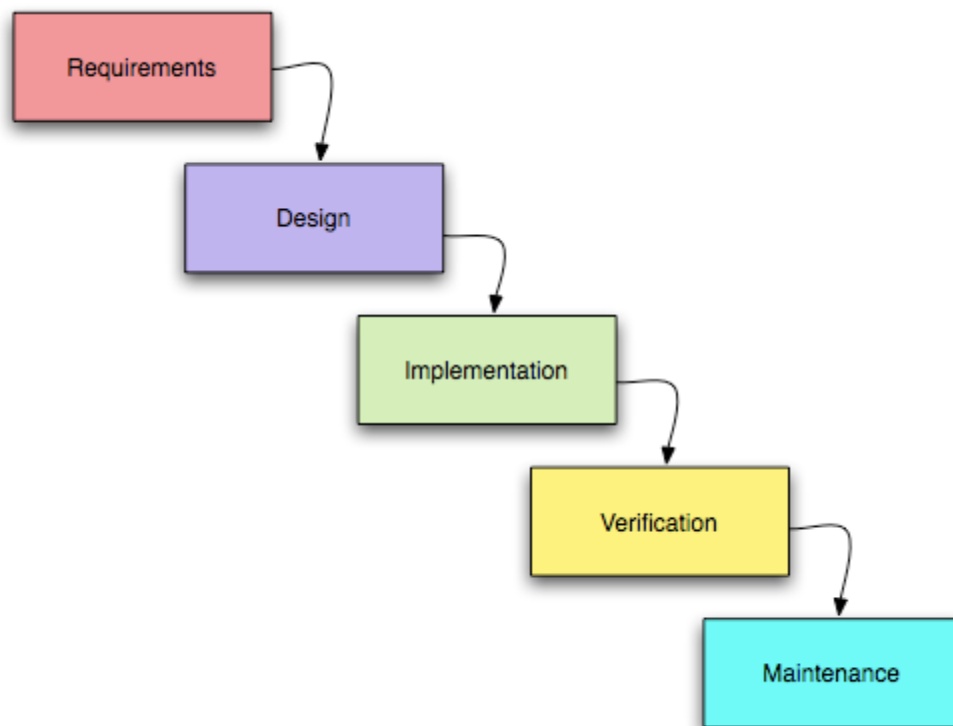 Requirements
Design
Implementation
Verification
Maintenance